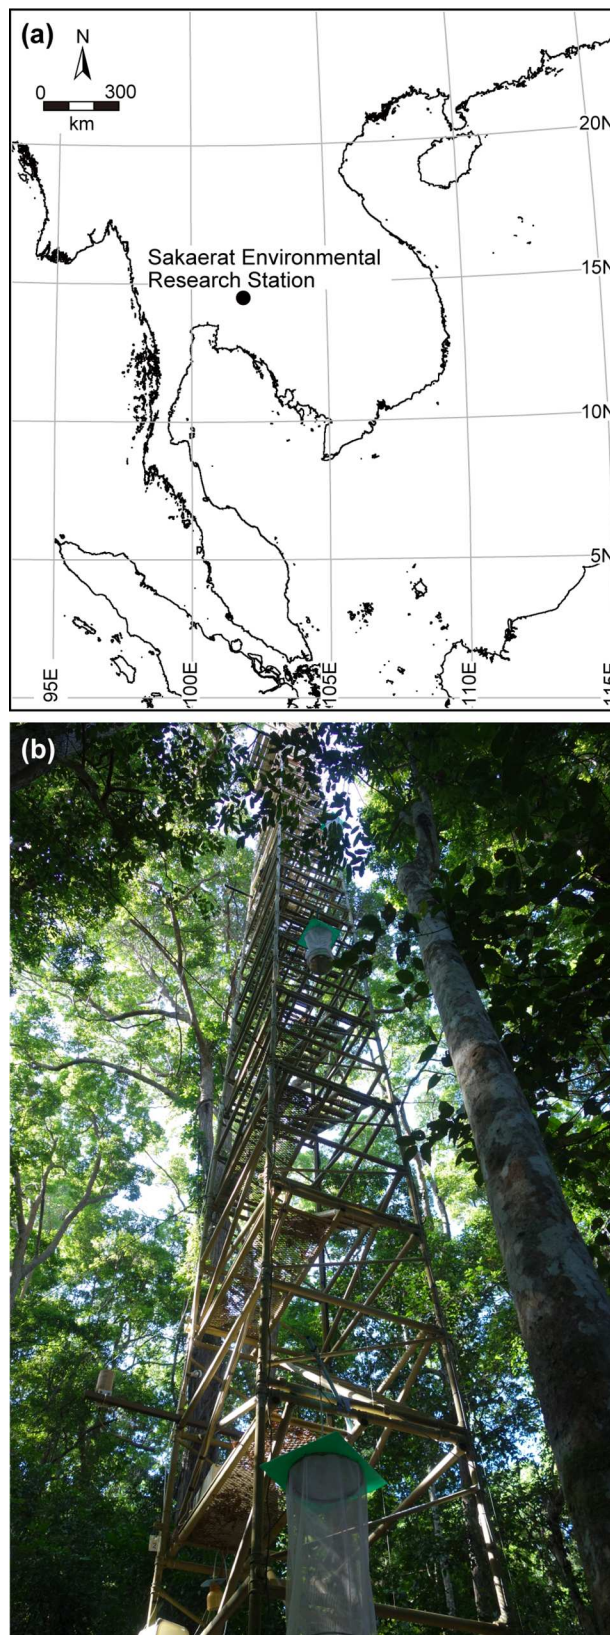 (a)
N
0 300
km
20N
Sakaerat Environmental
Research Station
15N
10N
5N
95E
100E
105E
110E
115E
(b)